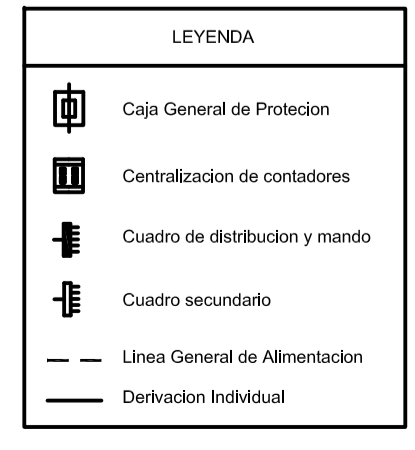 LEYENDA
Caja General de Protecion
Centralizacion de contadores
Cuadro de distribucion y mando
Cuadro secundario
Linea General de Alimentacion
Derivacion Individual